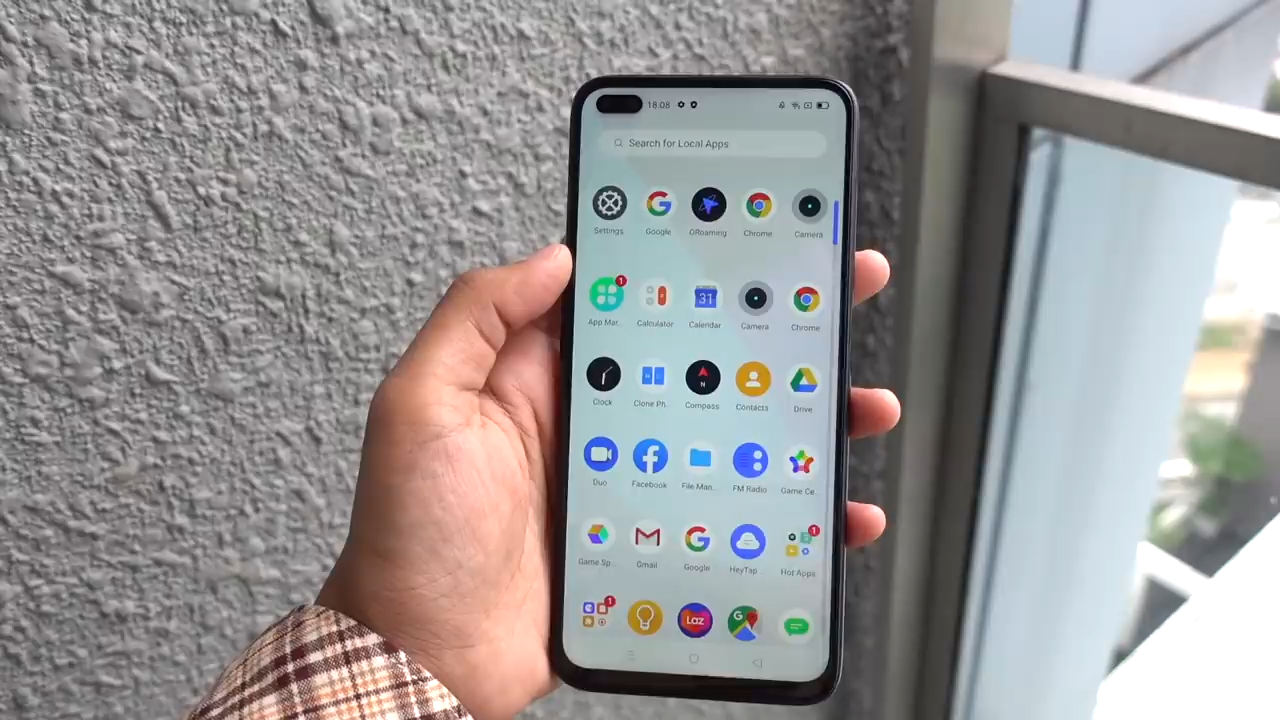 18:08
Search for Local Apps
Settings Google ORoaming Chrome Camera
1
App Mar.. Calculator Calendar Camera Chrome
31
Clock Clone Ph.. Compass Contacts Drive
N
Duo Facebook File Man.. FM Radio Game Ce..
Game Sp.. Gmail Google HeyTap .. Hot Apps
1
1
Laz
G